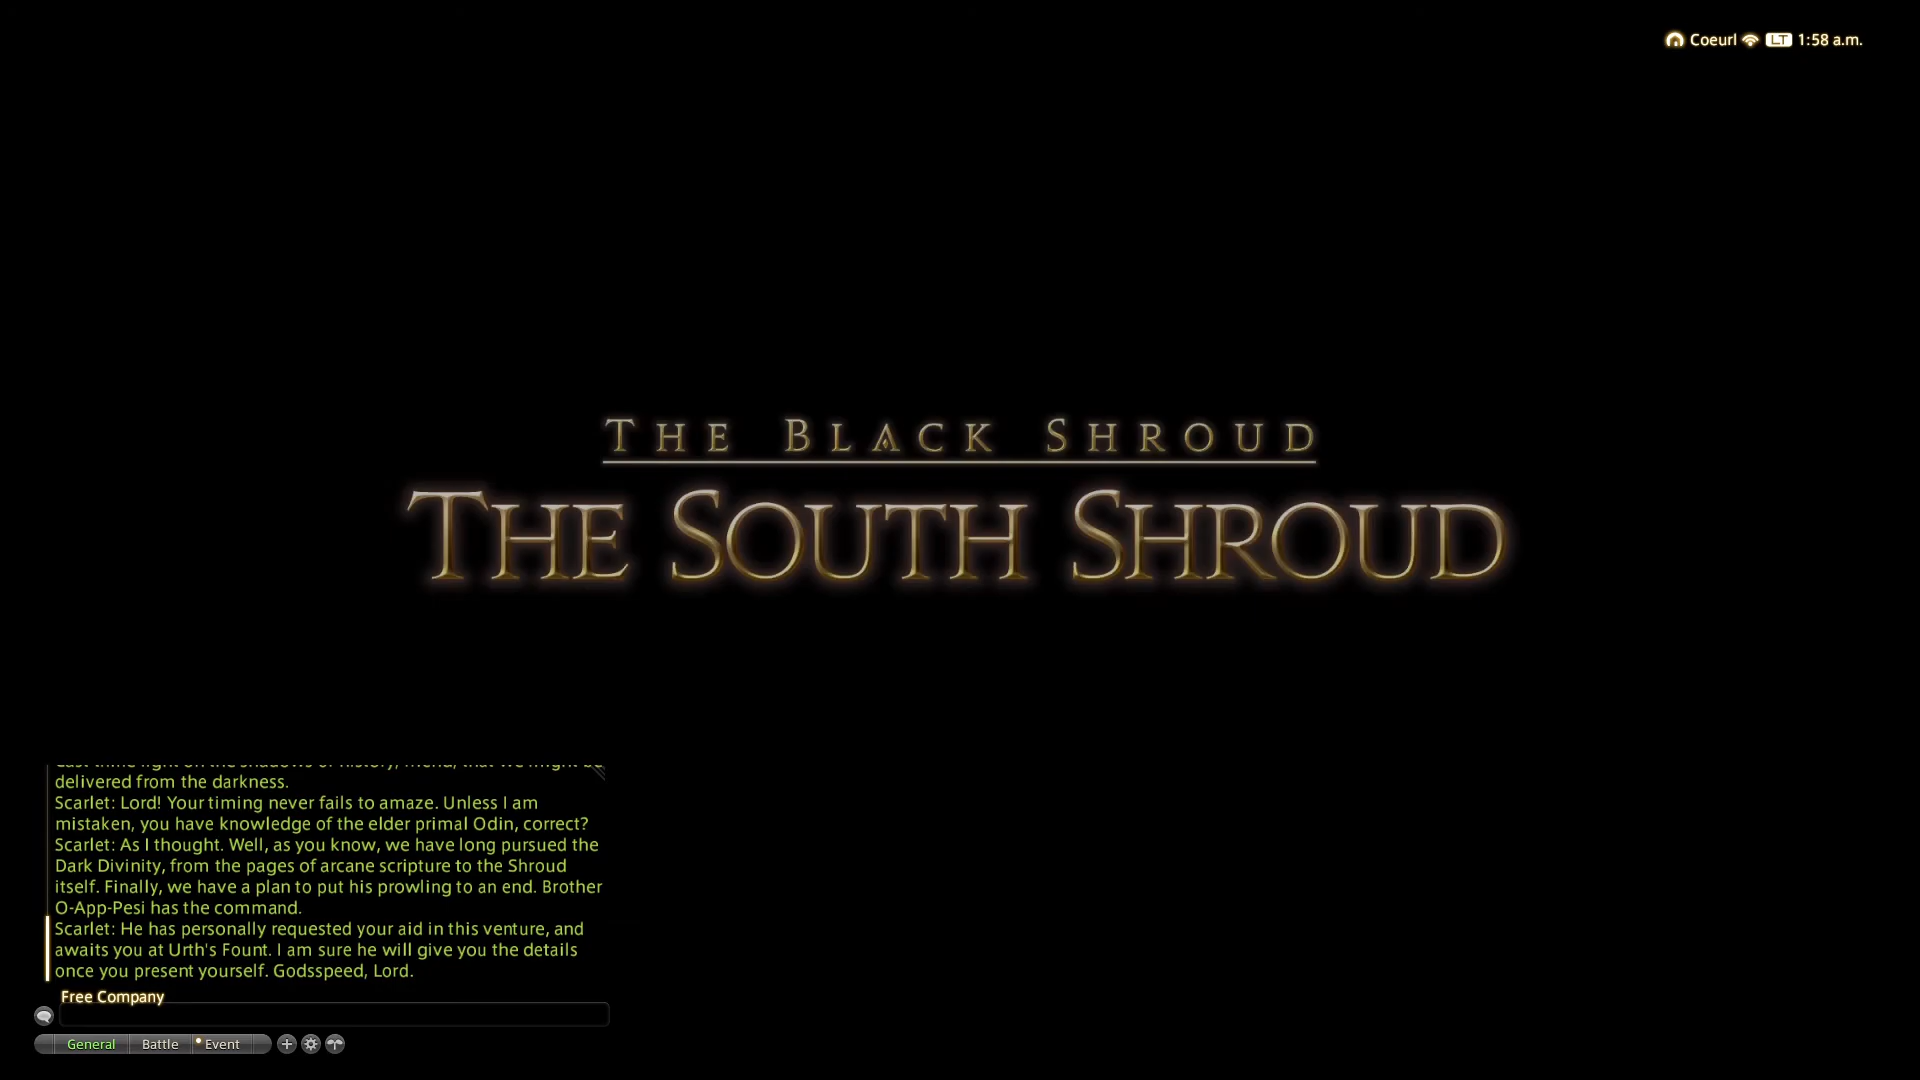 Coeurl LT 1:58 a.m.
THE BLACK SHROUD
THE SOUTH SHROUD
delivered from the darkness.
Scarlet: Lord! Your timing never fails to amaze. Unless I am
mistaken, you have knowledge of the elder primal Odin, correct?
Scarlet: As I thought. Well, as you know, we have long pursued the
Dark Divinity, from the pages of arcane scripture to the Shroud
itself. Finally, we have a plan to put his prowling to an end. Brother
O-App-Pesi has the command.
Scarlet: He has personally requested your aid in this venture, and
awaits you at Urth's Fount. I am sure he will give you the details
once you present yourself. Godsspeed, Lord.
Free Company
General Battle Event